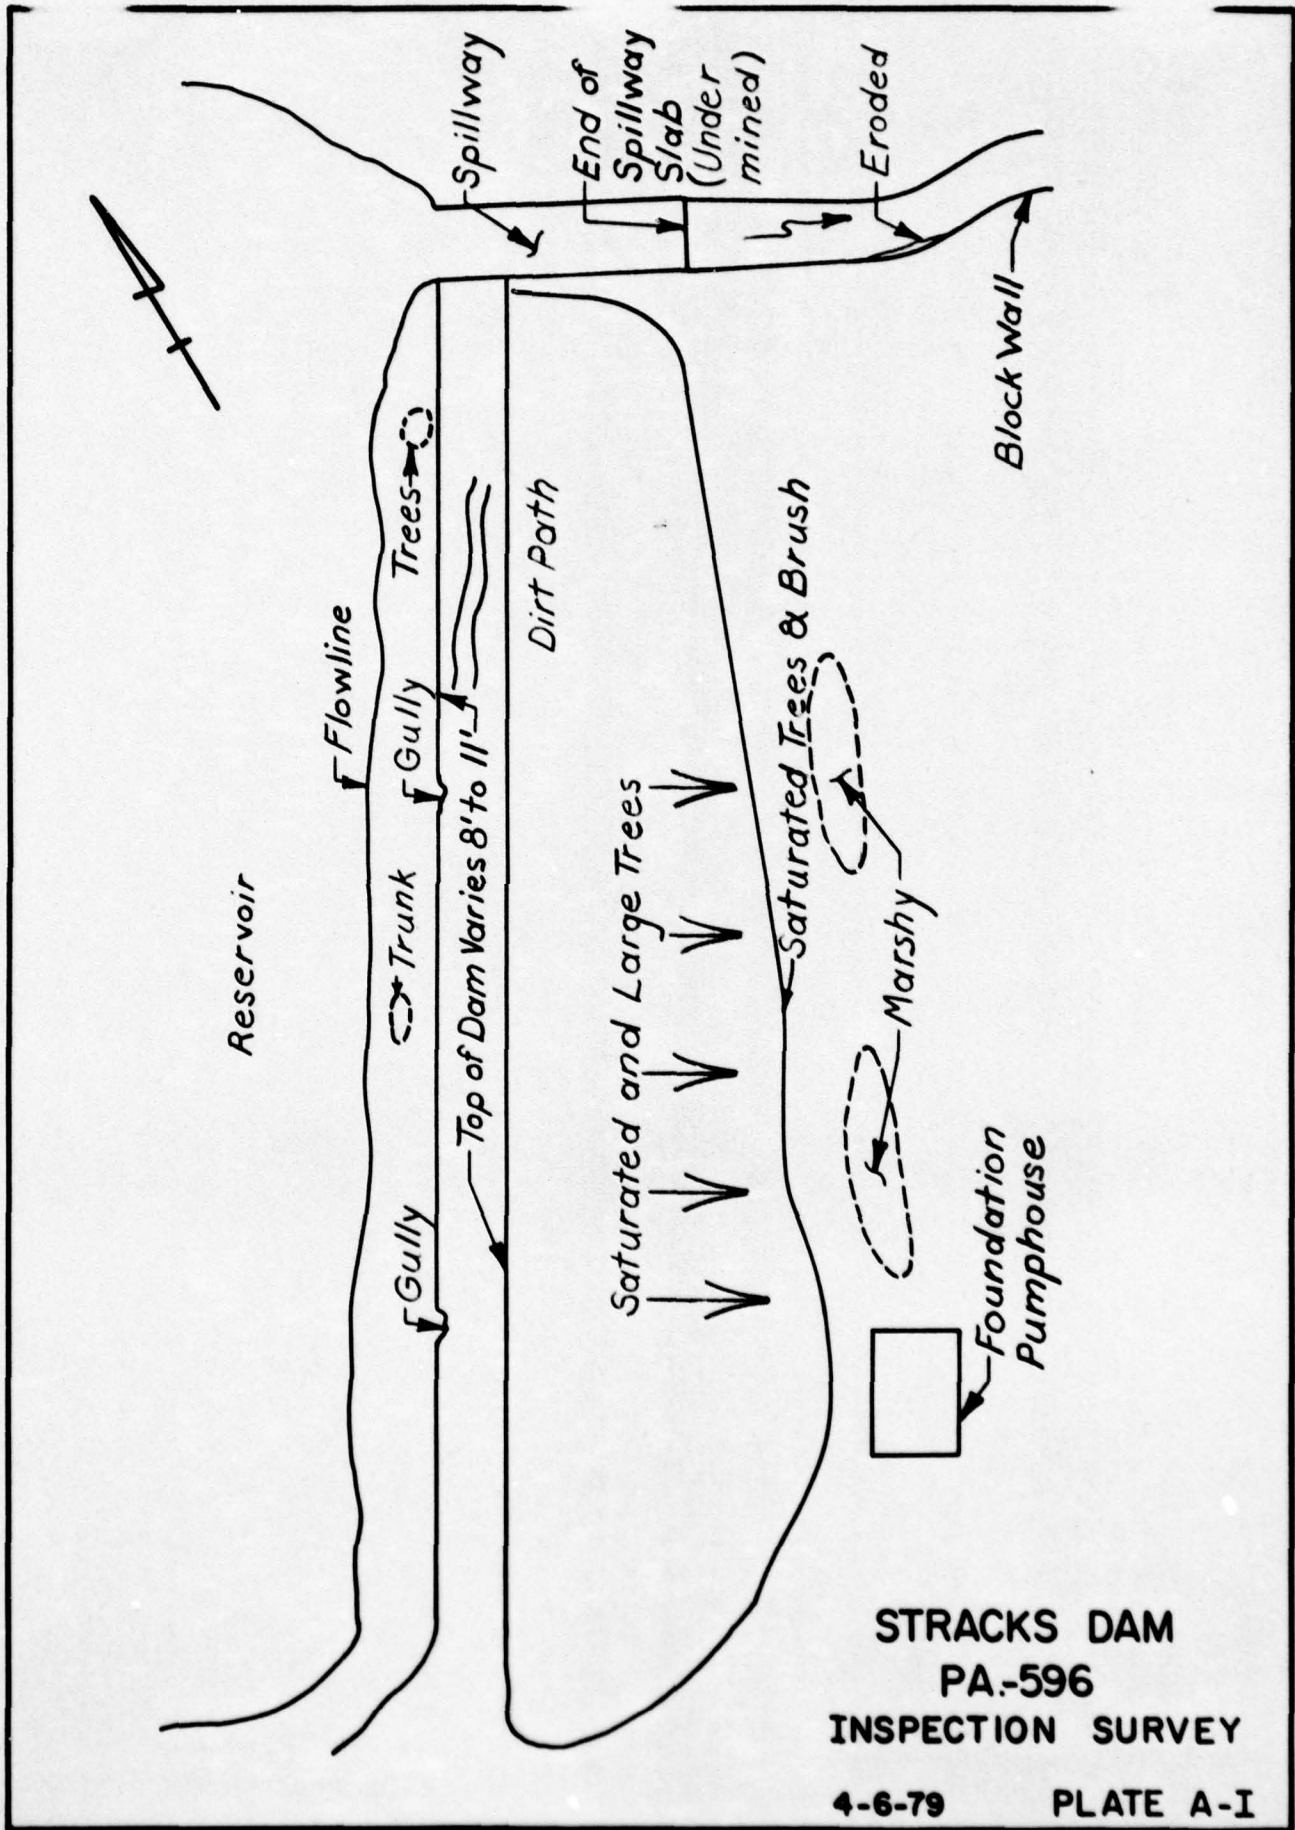 Spillway
End of
Spillway
Slab
(Under
mined)
Eroded
Block Wall
Trees
Dirt Path
Flowline
Gully
Top of Dam Varies 8' to 11'
Saturated Trees & Brush
Reservoir
Trunk
Saturated and Large Trees
Marshy
Gully
Foundation
Pumphouse
STRACKS DAM
PA.-596
INSPECTION SURVEY
4-6-79 PLATE A-I